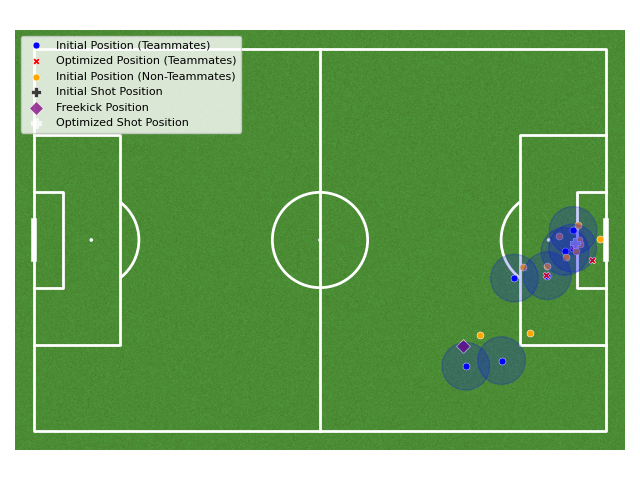 Initial Position (Teammates)
Optimized Position (Teammates)
Initial Position (Non-Teammates)
Initial Shot Position
Freekick Position
Optimized Shot Position